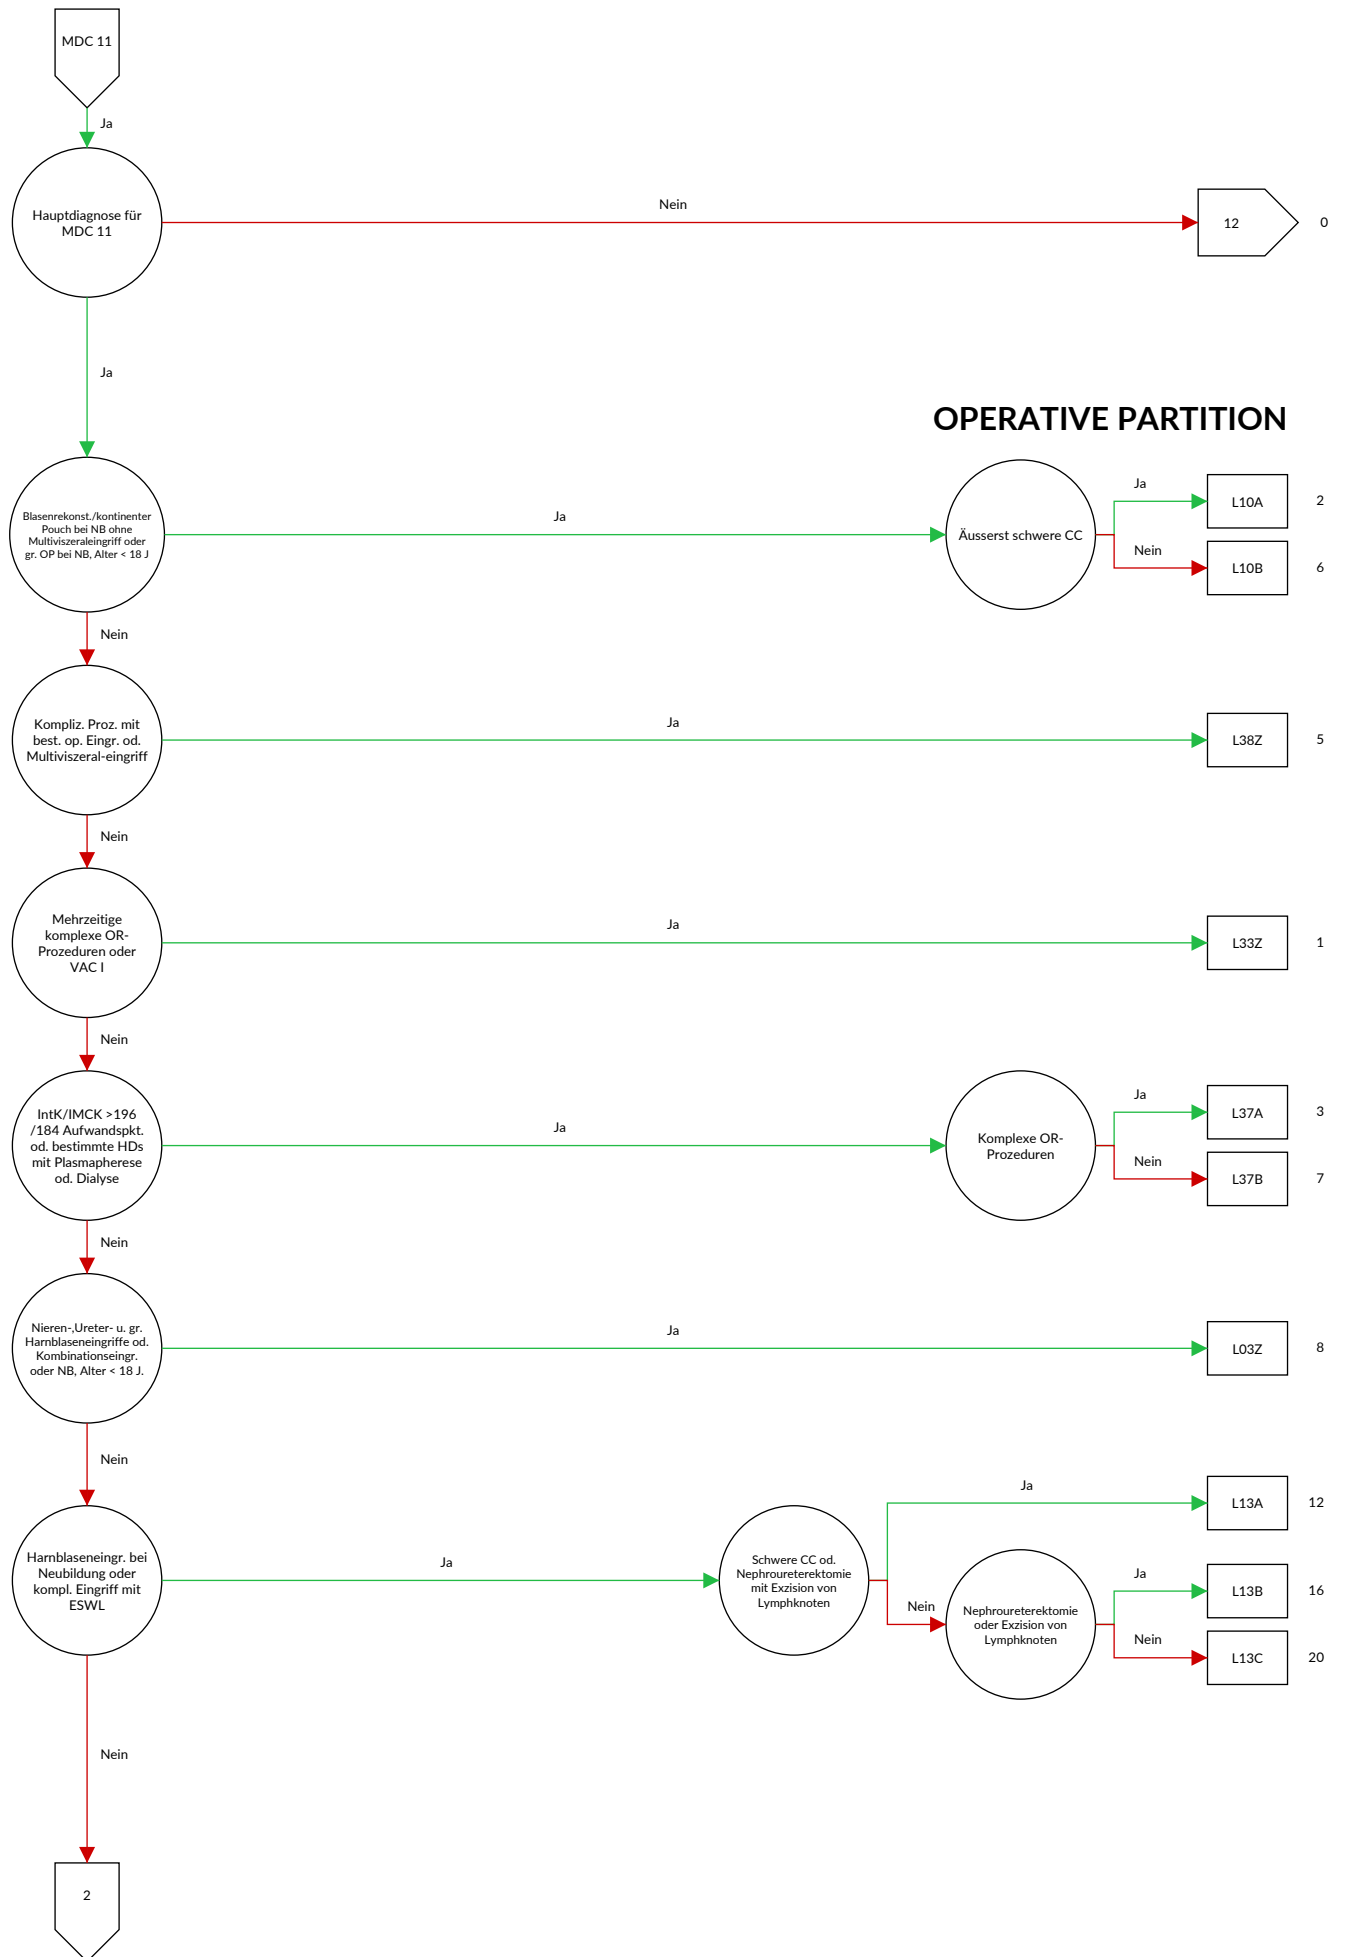 MDC 11
Ja
Hauptdiagnose für
MDC 11
Nein
12
0
Ja
OPERATIVE PARTITION
Blasenrekonst./kontinenter
Pouch bei NB ohne
Multiviszeraleingriff oder
gr. OP bei NB, Alter < 18 J
Ja
Äusserst schwere CC
Ja
L10A
2
Nein
L10B
6
Nein
Kompliz. Proz. mit
best. op. Eingr. od.
Multiviszeral-eingriff
Ja
L38Z
5
Nein
Mehrzeitige
komplexe OR-
Prozeduren oder
VAC I
Ja
L33Z
1
Nein
IntK/IMCK >196
/184 Aufwandspkt.
od. bestimmte HDs
mit Plasmapherese
od. Dialyse
Ja
Komplexe OR-
Prozeduren
Ja
L37A
3
Nein
L37B
7
Nein
Nieren-,Ureter- u. gr.
Harnblaseneingriffe od.
Kombinationseingr.
oder NB, Alter < 18 J.
Ja
L03Z
8
Nein
Harnblaseneingr. bei
Neubildung oder
kompl. Eingriff mit
ESWL
Ja
Schwere CC od.
Nephroureterektomie
mit Exzision von
Lymphknoten
Ja
L13A
12
Nein
Nephroureterektomie
oder Exzision von
Lymphknoten
Ja
L13B
16
Nein
L13C
20
Nein
2